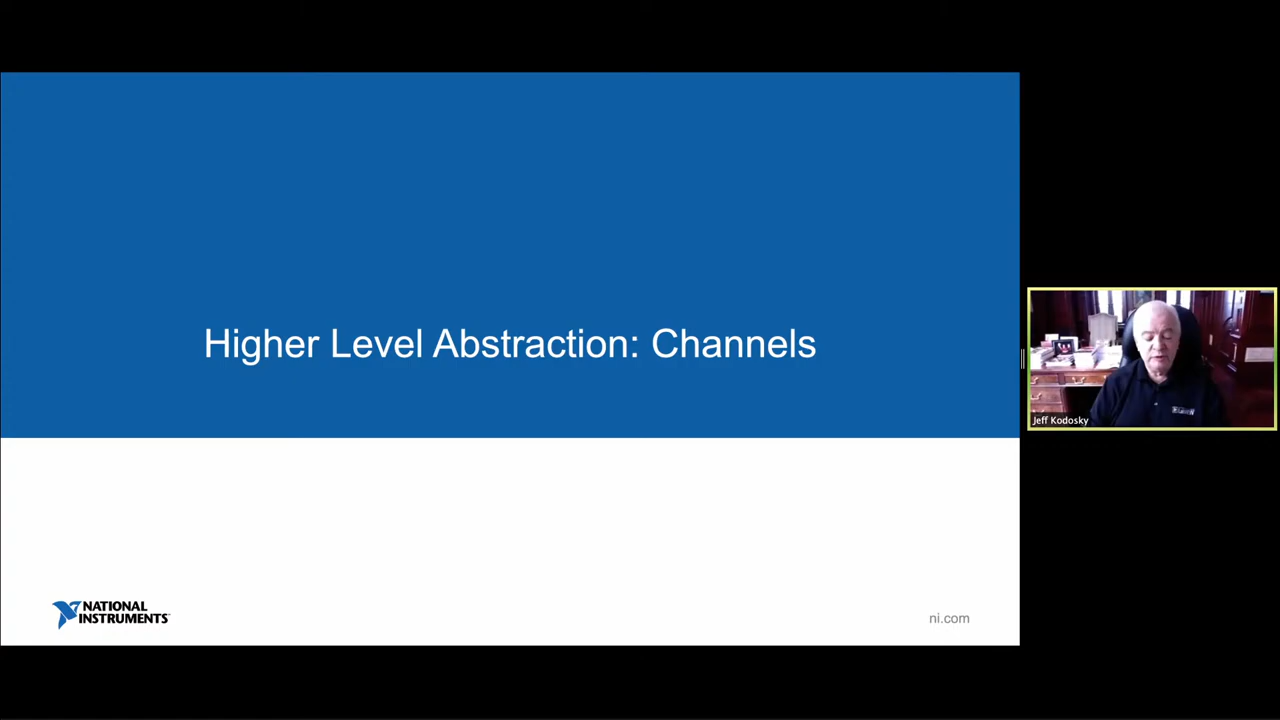 Higher Level Abstraction: Channels
NATIONAL
INSTRUMENTS
ni.com
Jeff Kodosky